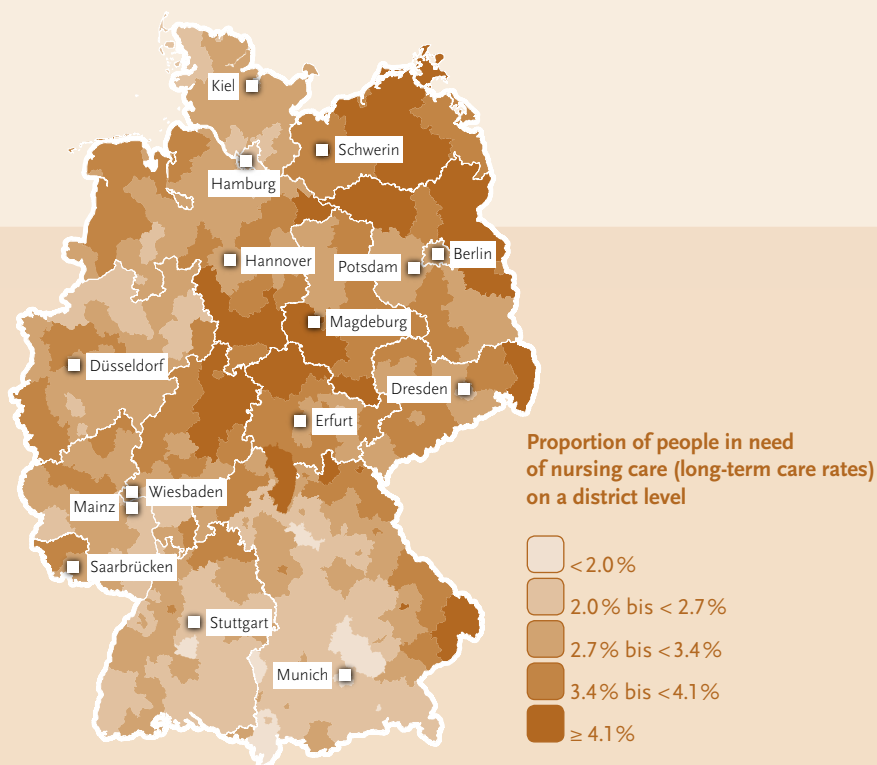 Kiel
Schwerin
Hamburg
Hannover
Berlin
Potsdam
Magdeburg
Düsseldorf
Dresden
Erfurt
Wiesbaden
Mainz
Saarbrücken
Stuttgart
Munich
Proportion of people in need
of nursing care (long-term care rates)
on a district level
<2.0%
2.0% bis <2.7%
2.7% bis <3.4%
3.4% bis <4.1%
≥ 4.1%